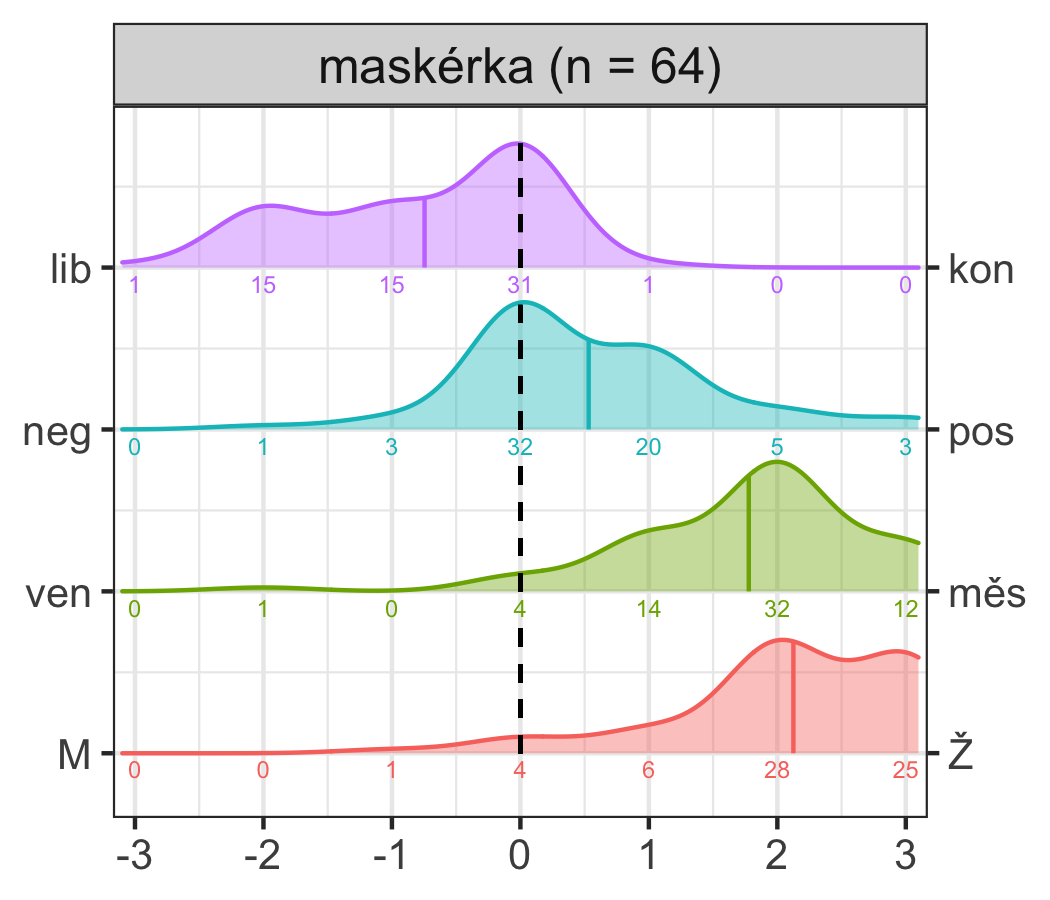 maskérka (n = 64)
lib kon
1 15 15 31 1 0 0
neg pos
0 1 3 32 20 5 3
ven měs
0 1 0 4 14 32 12
M Ž
0 0 1 4 6 28 25
-3 -2 -1 0 1 2 3